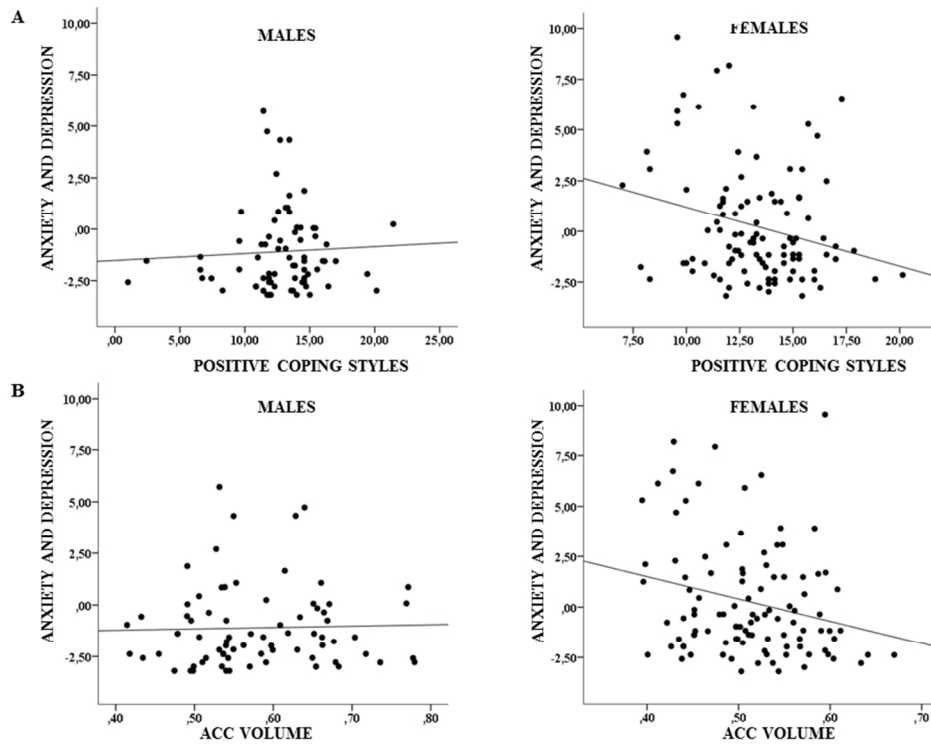 A
MALES
ANXIETY AND DEPRESSION
10,00
7,50
5,00
2,50
,00
-2,50
,00 5,00 10,00 15,00 20,00 25,00
POSITIVE COPING STYLES
FEMALES
ANXIETY AND DEPRESSION
10,00
7,50
5,00
2,50
,00
-2,50
7,50 10,00 12,50 15,00 17,50 20,00
POSITIVE COPING STYLES
B
MALES
ANXIETY AND DEPRESSION
10,00
7,50
5,00
2,50
,00
-2,50
,40 ,50 ,60 ,70 ,80
ACC VOLUME
FEMALES
ANXIETY AND DEPRESSION
10,00
7,50
5,00
2,50
,00
-2,50
,40 ,50 ,60 ,70
ACC VOLUME